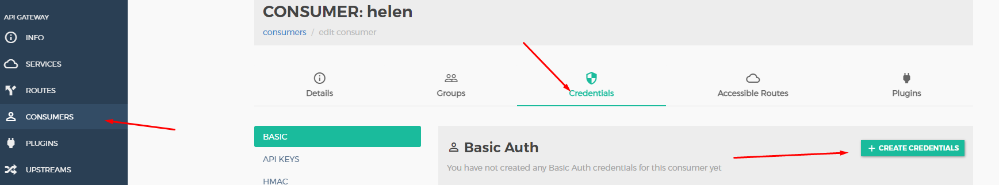 API GATEWAY
INFO
SERVICES
ROUTES
CONSUMERS
PLUGINS
UPSTREAMS
CONSUMER: helen
consumers / edit consumer
Details
Groups
Credentials
Accessible Routes
Plugins
BASIC
API KEYS
HMAC
Basic Auth
+ CREATE CREDENTIALS
You have not created any Basic Auth credentials for this consumer yet